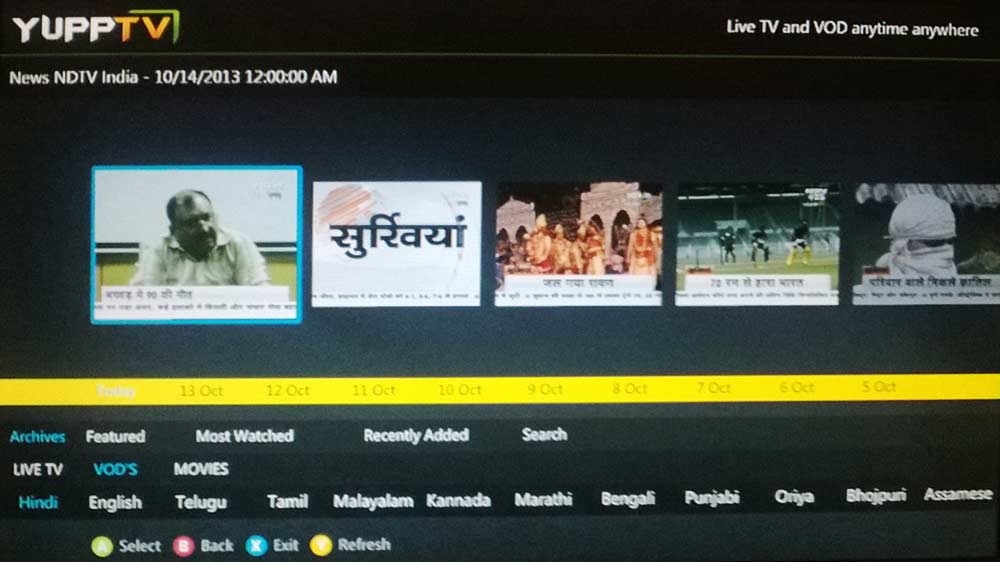 YUPPTV
Live TV and VOD anytime anywhere
News NDTV India - 10/14/2013 12:00:00 AM
भगदड़ में 90 की मौत
सुर्खियां
जल गया रावण
72 रन से हारा भारत
परिवार वाले निकले क़ातिल
Today 13 Oct 12 Oct 11 Oct 10 Oct 9 Oct 8 Oct 7 Oct 6 Oct 5 Oct
Archives Featured Most Watched Recently Added Search
LIVE TV VOD'S MOVIES
Hindi English Telugu Tamil Malayalam Kannada Marathi Bengali Punjabi Oriya Bhojpuri Assamese
A Select B Back X Exit Y Refresh